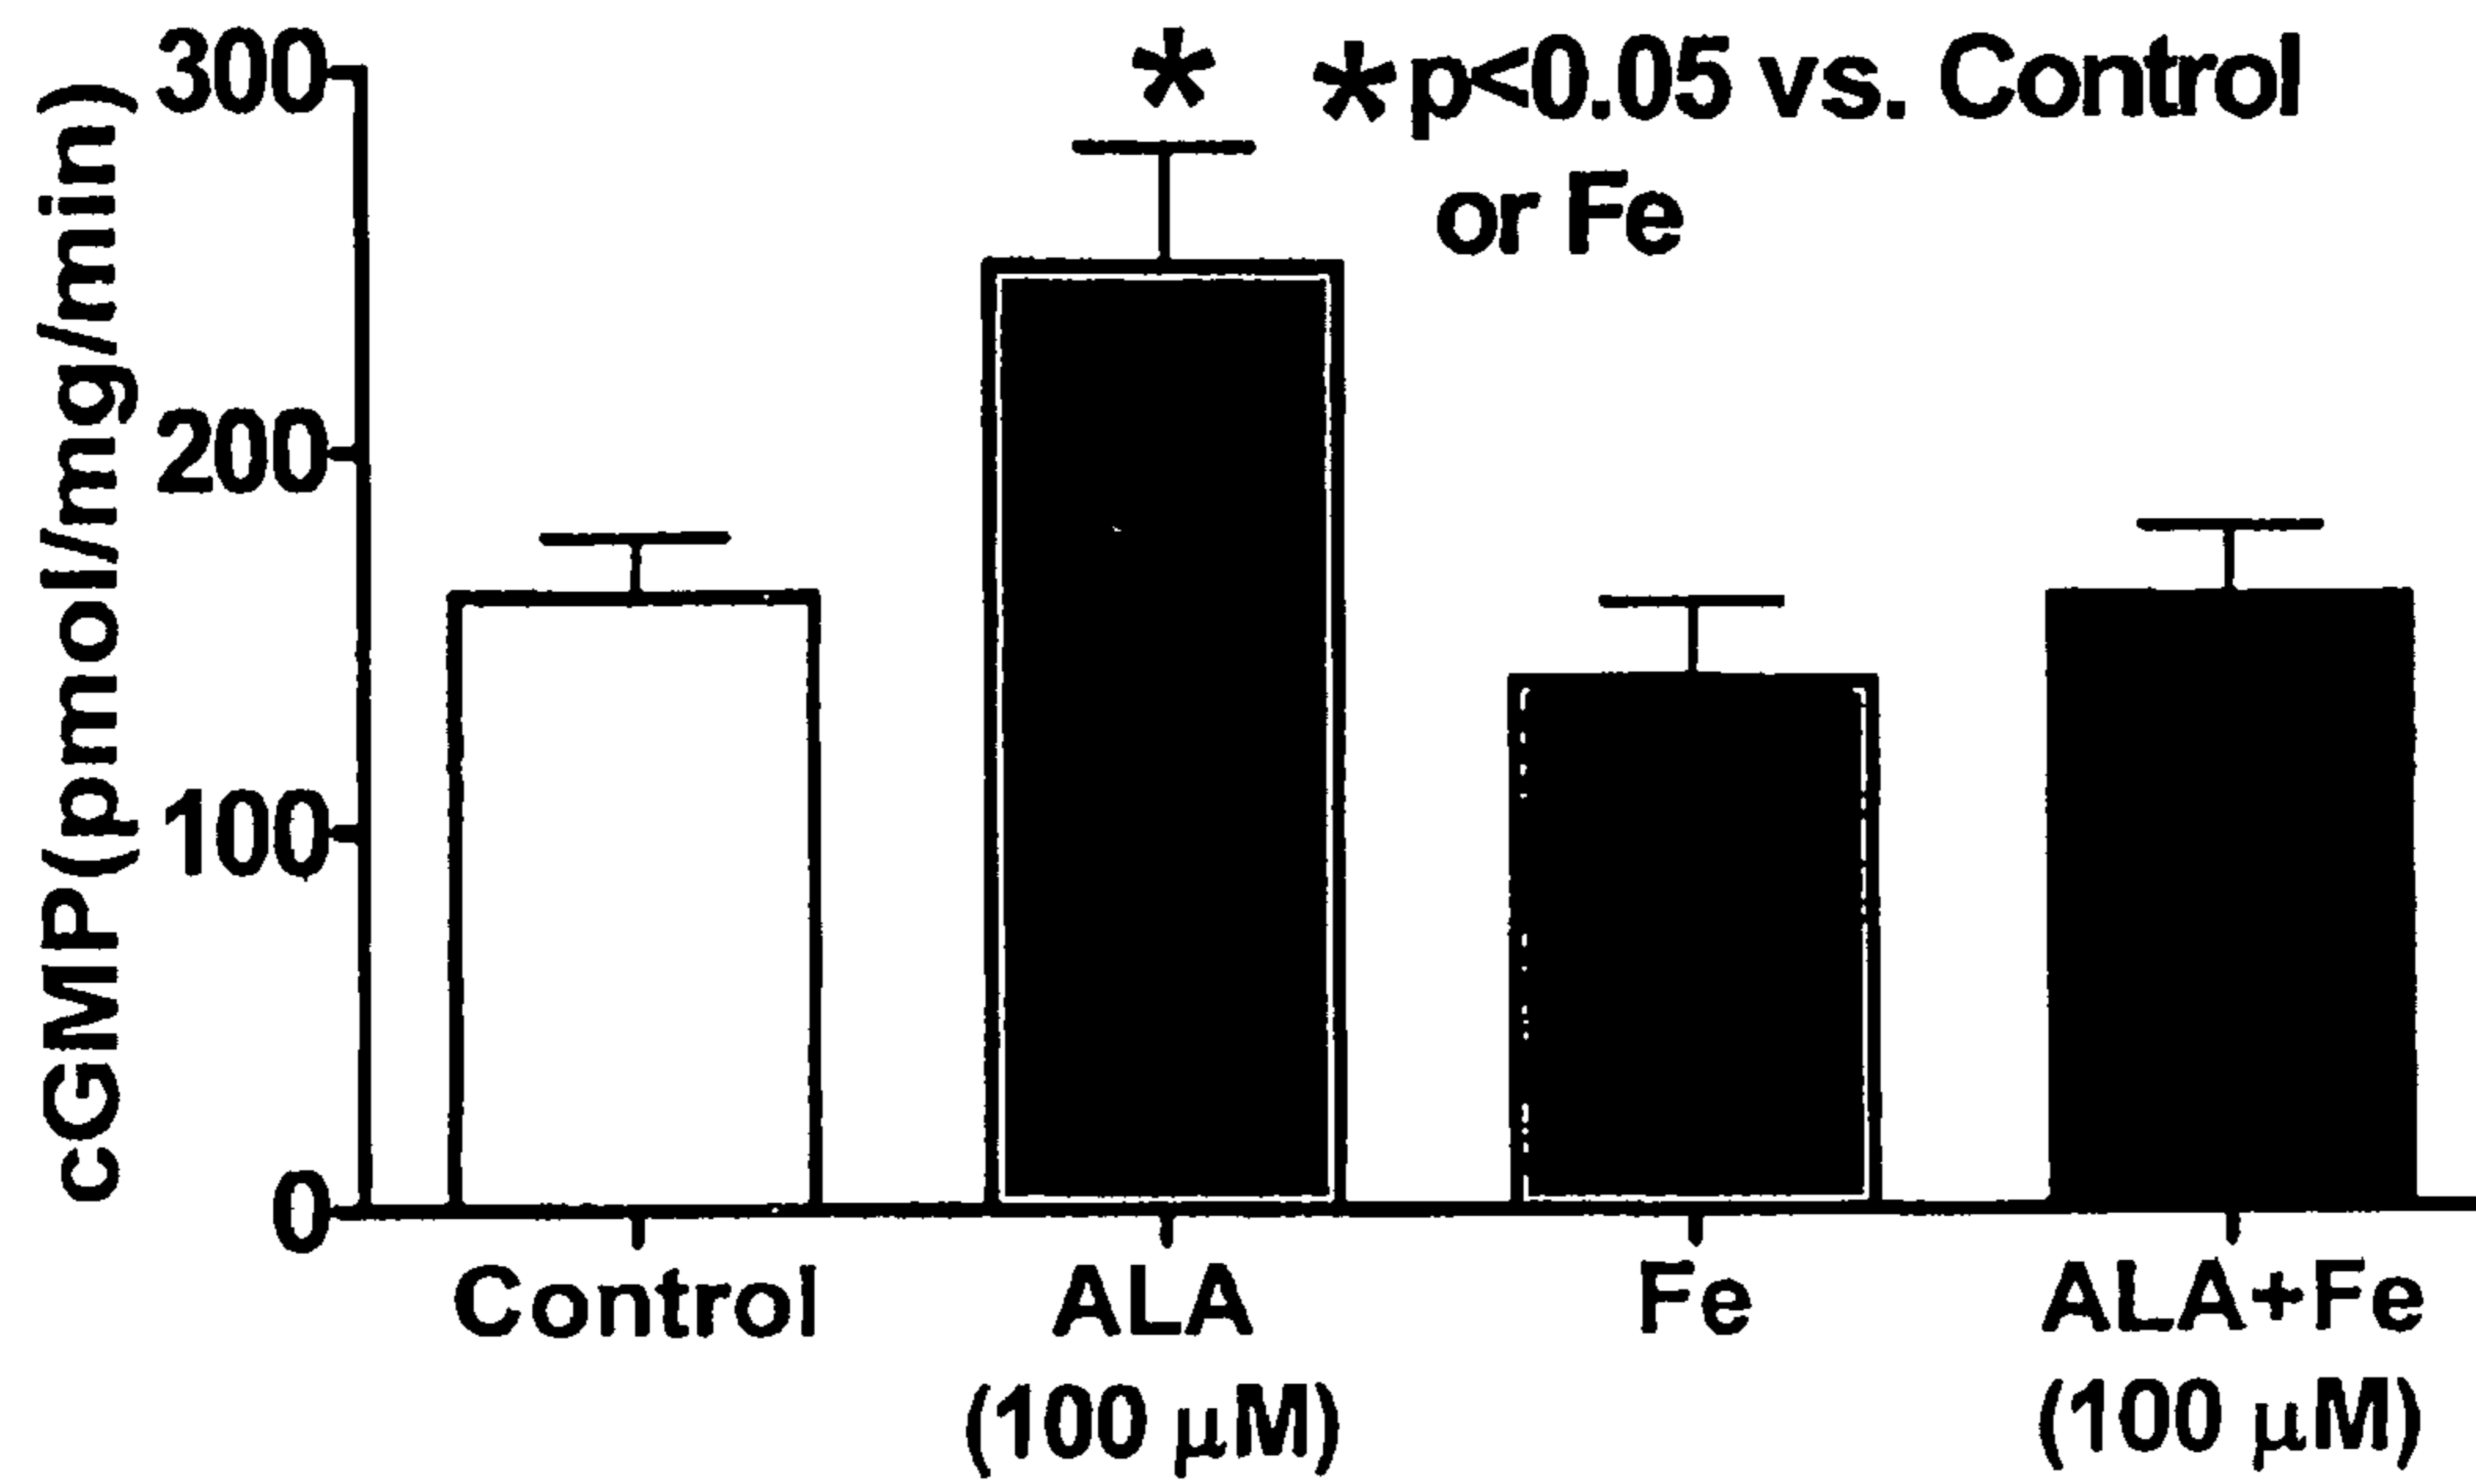 cGMP(pmol/mg/min)
300
200
100
0
*
*p<0.05 vs. Control
or Fe
Control
ALA
(100 μM)
Fe
ALA+Fe
(100 μM)